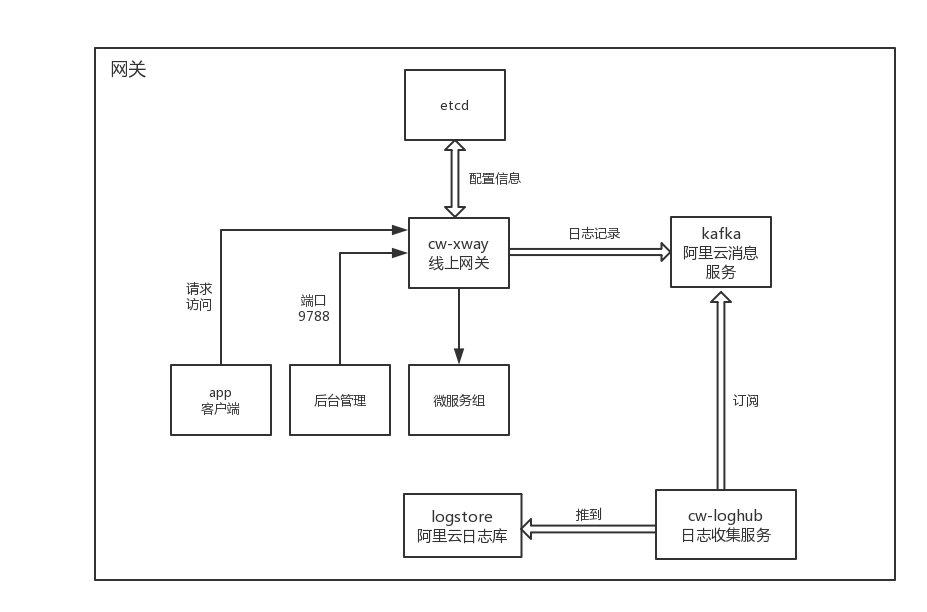 网关
etcd
配置信息
cw-xway
线上网关
日志记录
kafka
阿里云消息
服务
请求
访问
端口
9788
app
客户端
后台管理
微服务组
订阅
logstore
阿里云日志库
推到
cw-loghub
日志收集服务